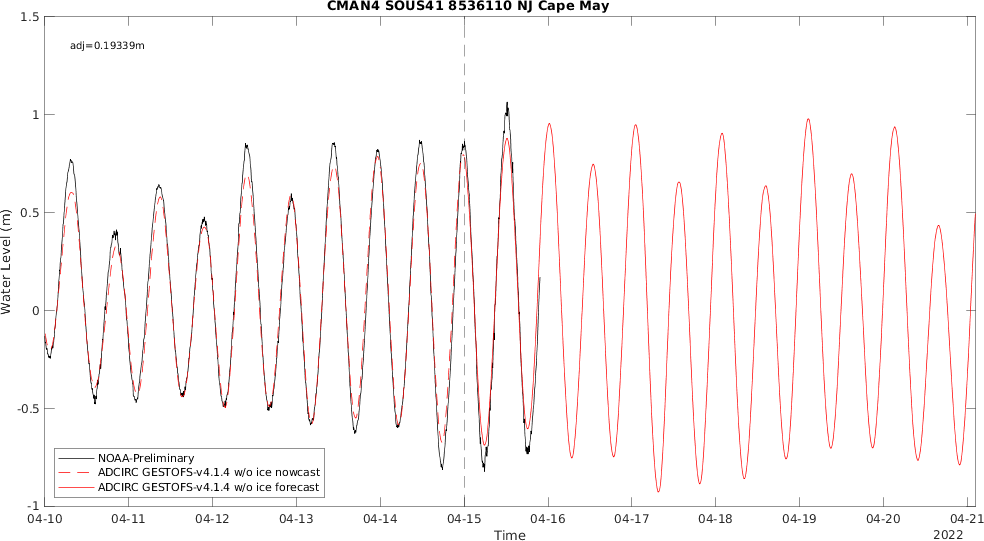 CMAN4 SOUS41 8536110 NJ Cape May
1.5
adj=0.19339m
1
0.5
0
-0.5
-1
Water Level (m)
NOAA-Preliminary
ADCIRC GESTOFS-v4.1.4 w/o ice nowcast
ADCIRC GESTOFS-v4.1.4 w/o ice forecast
04-10 04-11 04-12 04-13 04-14 04-15 04-16 04-17 04-18 04-19 04-20 04-21
Time
2022